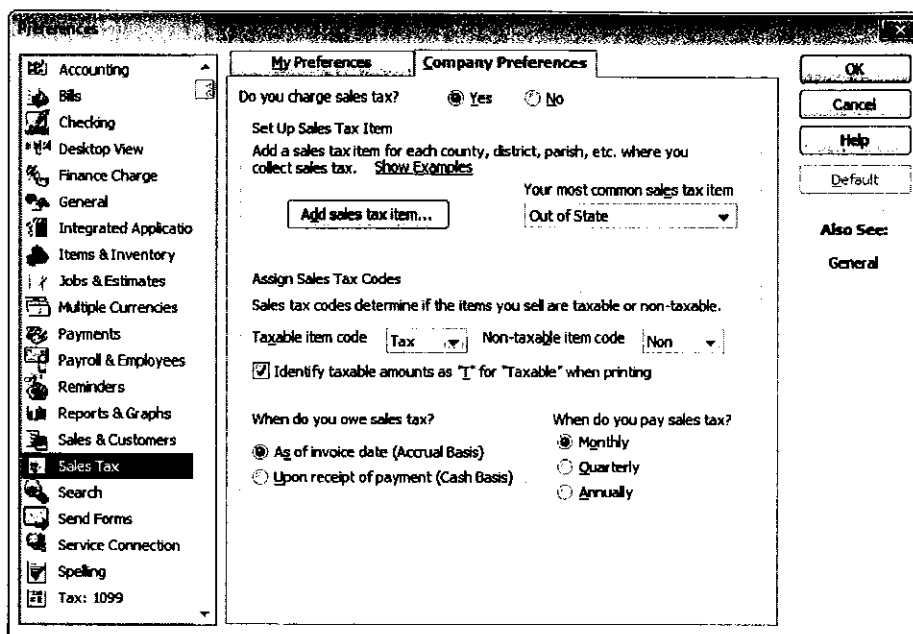 Preferences
Accounting
Bills
Checking
Desktop View
Finance Charge
General
Integrated Applicatio
Items & Inventory
Jobs & Estimates
Multiple Currencies
Payments
Payroll & Employees
Reminders
Reports & Graphs
Sales & Customers
Sales Tax
Search
Send Forms
Service Connection
Spelling
Tax: 1099
My Preferences
Company Preferences
Do you charge sales tax? Yes No
Set Up Sales Tax Item
Add a sales tax item for each county, district, parish, etc. where you
collect sales tax. Show Examples
Your most common sales tax item
Add sales tax item...
Out of State
Assign Sales Tax Codes
Sales tax codes determine if the items you sell are taxable or non-taxable.
Taxable item code Tax Non-taxable item code Non
Identify taxable amounts as "T" for "Taxable" when printing
When do you owe sales tax?
As of invoice date (Accrual Basis)
Upon receipt of payment (Cash Basis)
When do you pay sales tax?
Monthly
Quarterly
Annually
OK
Cancel
Help
Default
Also See:
General